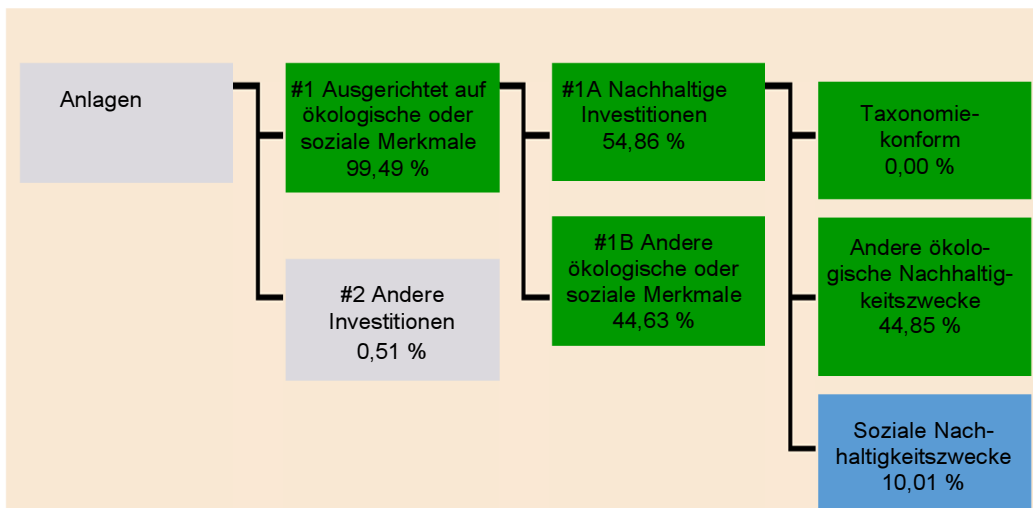 Anlagen
#1 Ausgerichtet auf
ökologische oder
soziale Merkmale
99,49 %
#2 Andere
Investitionen
0,51 %
#1A Nachhaltige
Investitionen
54,86 %
#1B Andere
ökologische oder
soziale Merkmale
44,63 %
Taxonomie-
konform
0,00 %
Andere ökolo-
gische Nachhaltig-
keitszwecke
44,85 %
Soziale Nach-
haltigkeitszwecke
10,01 %